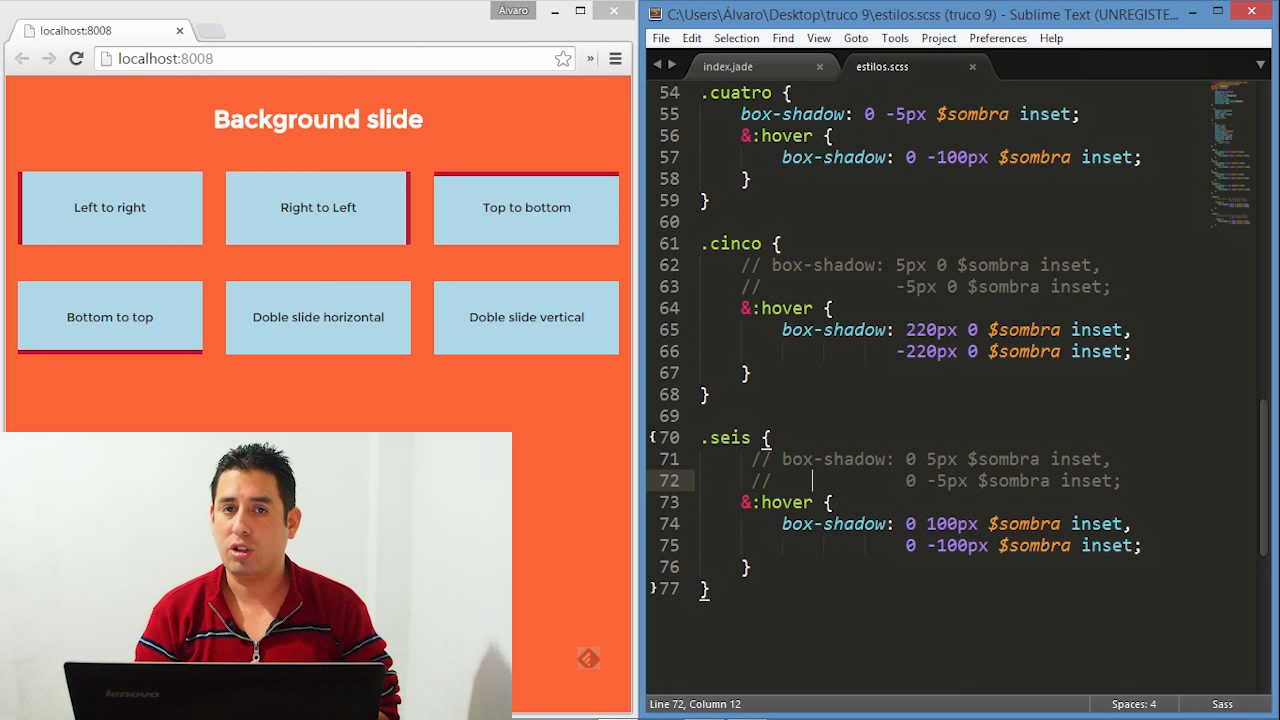 Álvaro
localhost:8008
localhost:8008
Background slide
Left to right
Right to Left
Top to bottom
Bottom to top
Doble slide horizontal
Doble slide vertical
lenovo
C:\Users\Álvaro\Desktop\truco 9\estilos.scss (truco 9) - Sublime Text (UNREGISTE...
File Edit Selection Find View Goto Tools Project Preferences Help
index.jade estilos.scss
54 .cuatro {
55 box-shadow: 0 -5px $sombra inset;
56 &:hover {
57 box-shadow: 0 -100px $sombra inset;
58 }
59 }
60
61 .cinco {
62 // box-shadow: 5px 0 $sombra inset,
63 // -5px 0 $sombra inset;
64 &:hover {
65 box-shadow: 220px 0 $sombra inset,
66 -220px 0 $sombra inset;
67 }
68 }
69
70 .seis {
71 // box-shadow: 0 5px $sombra inset,
72 // 0 -5px $sombra inset;
73 &:hover {
74 box-shadow: 0 100px $sombra inset,
75 0 -100px $sombra inset;
76 }
77 }
Line 72, Column 12
Spaces: 4
Sass